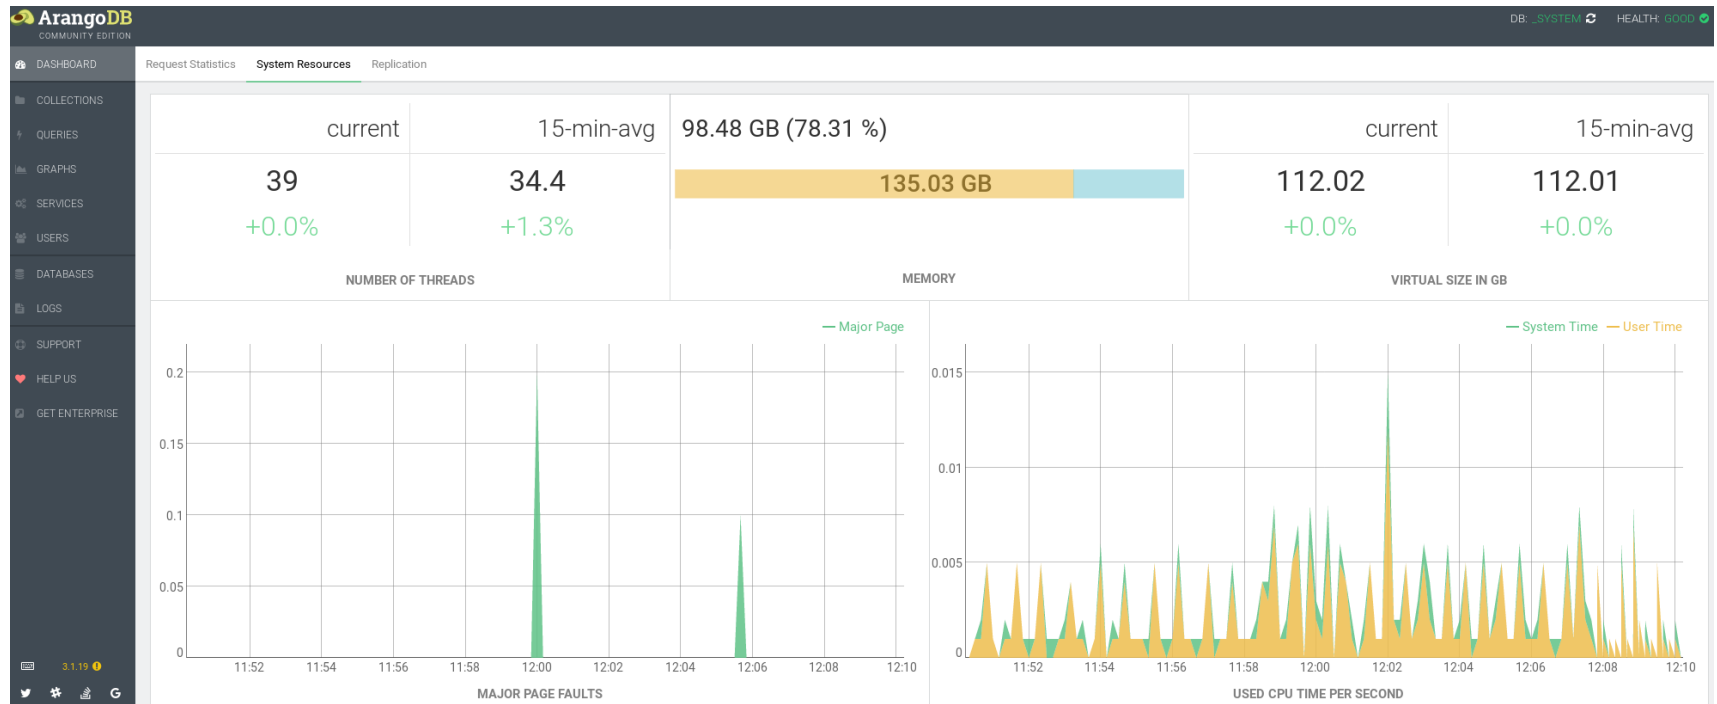 ArangoDB
COMMUNITY EDITION
DB: _SYSTEM HEALTH: GOOD
DASHBOARD
COLLECTIONS
QUERIES
GRAPHS
SERVICES
USERS
DATABASES
LOGS
SUPPORT
HELP US
GET ENTERPRISE
3.1.19
Request Statistics System Resources Replication
current 15-min-avg
39 34.4
+0.0% +1.3%
NUMBER OF THREADS
98.48 GB (78.31 %)
135.03 GB
MEMORY
current 15-min-avg
112.02 112.01
+0.0% +0.0%
VIRTUAL SIZE IN GB
Major Page
0.2
0.15
0.1
0.05
0
11:52 11:54 11:56 11:58 12:00 12:02 12:04 12:06 12:08 12:10
MAJOR PAGE FAULTS
System Time User Time
0.015
0.01
0.005
0
11:52 11:54 11:56 11:58 12:00 12:02 12:04 12:06 12:08 12:10
USED CPU TIME PER SECOND